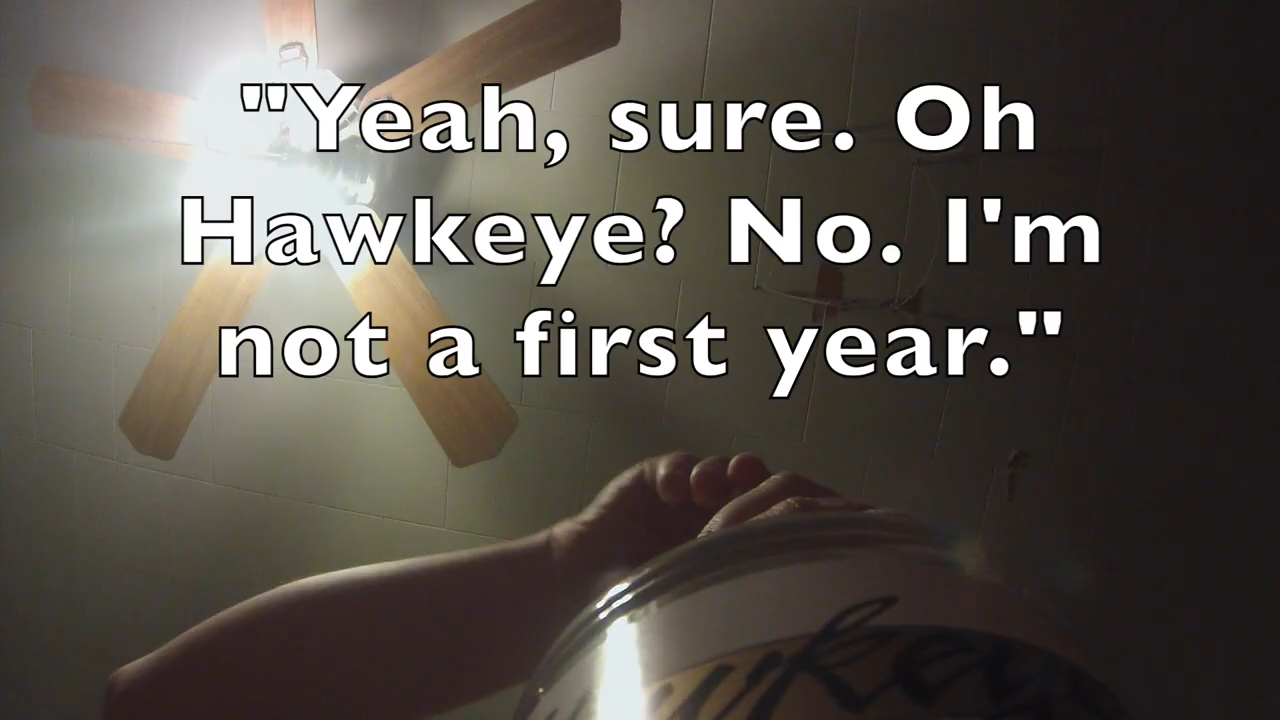 "Yeah, sure. Oh
Hawkeye? No. I'm
not a first year."